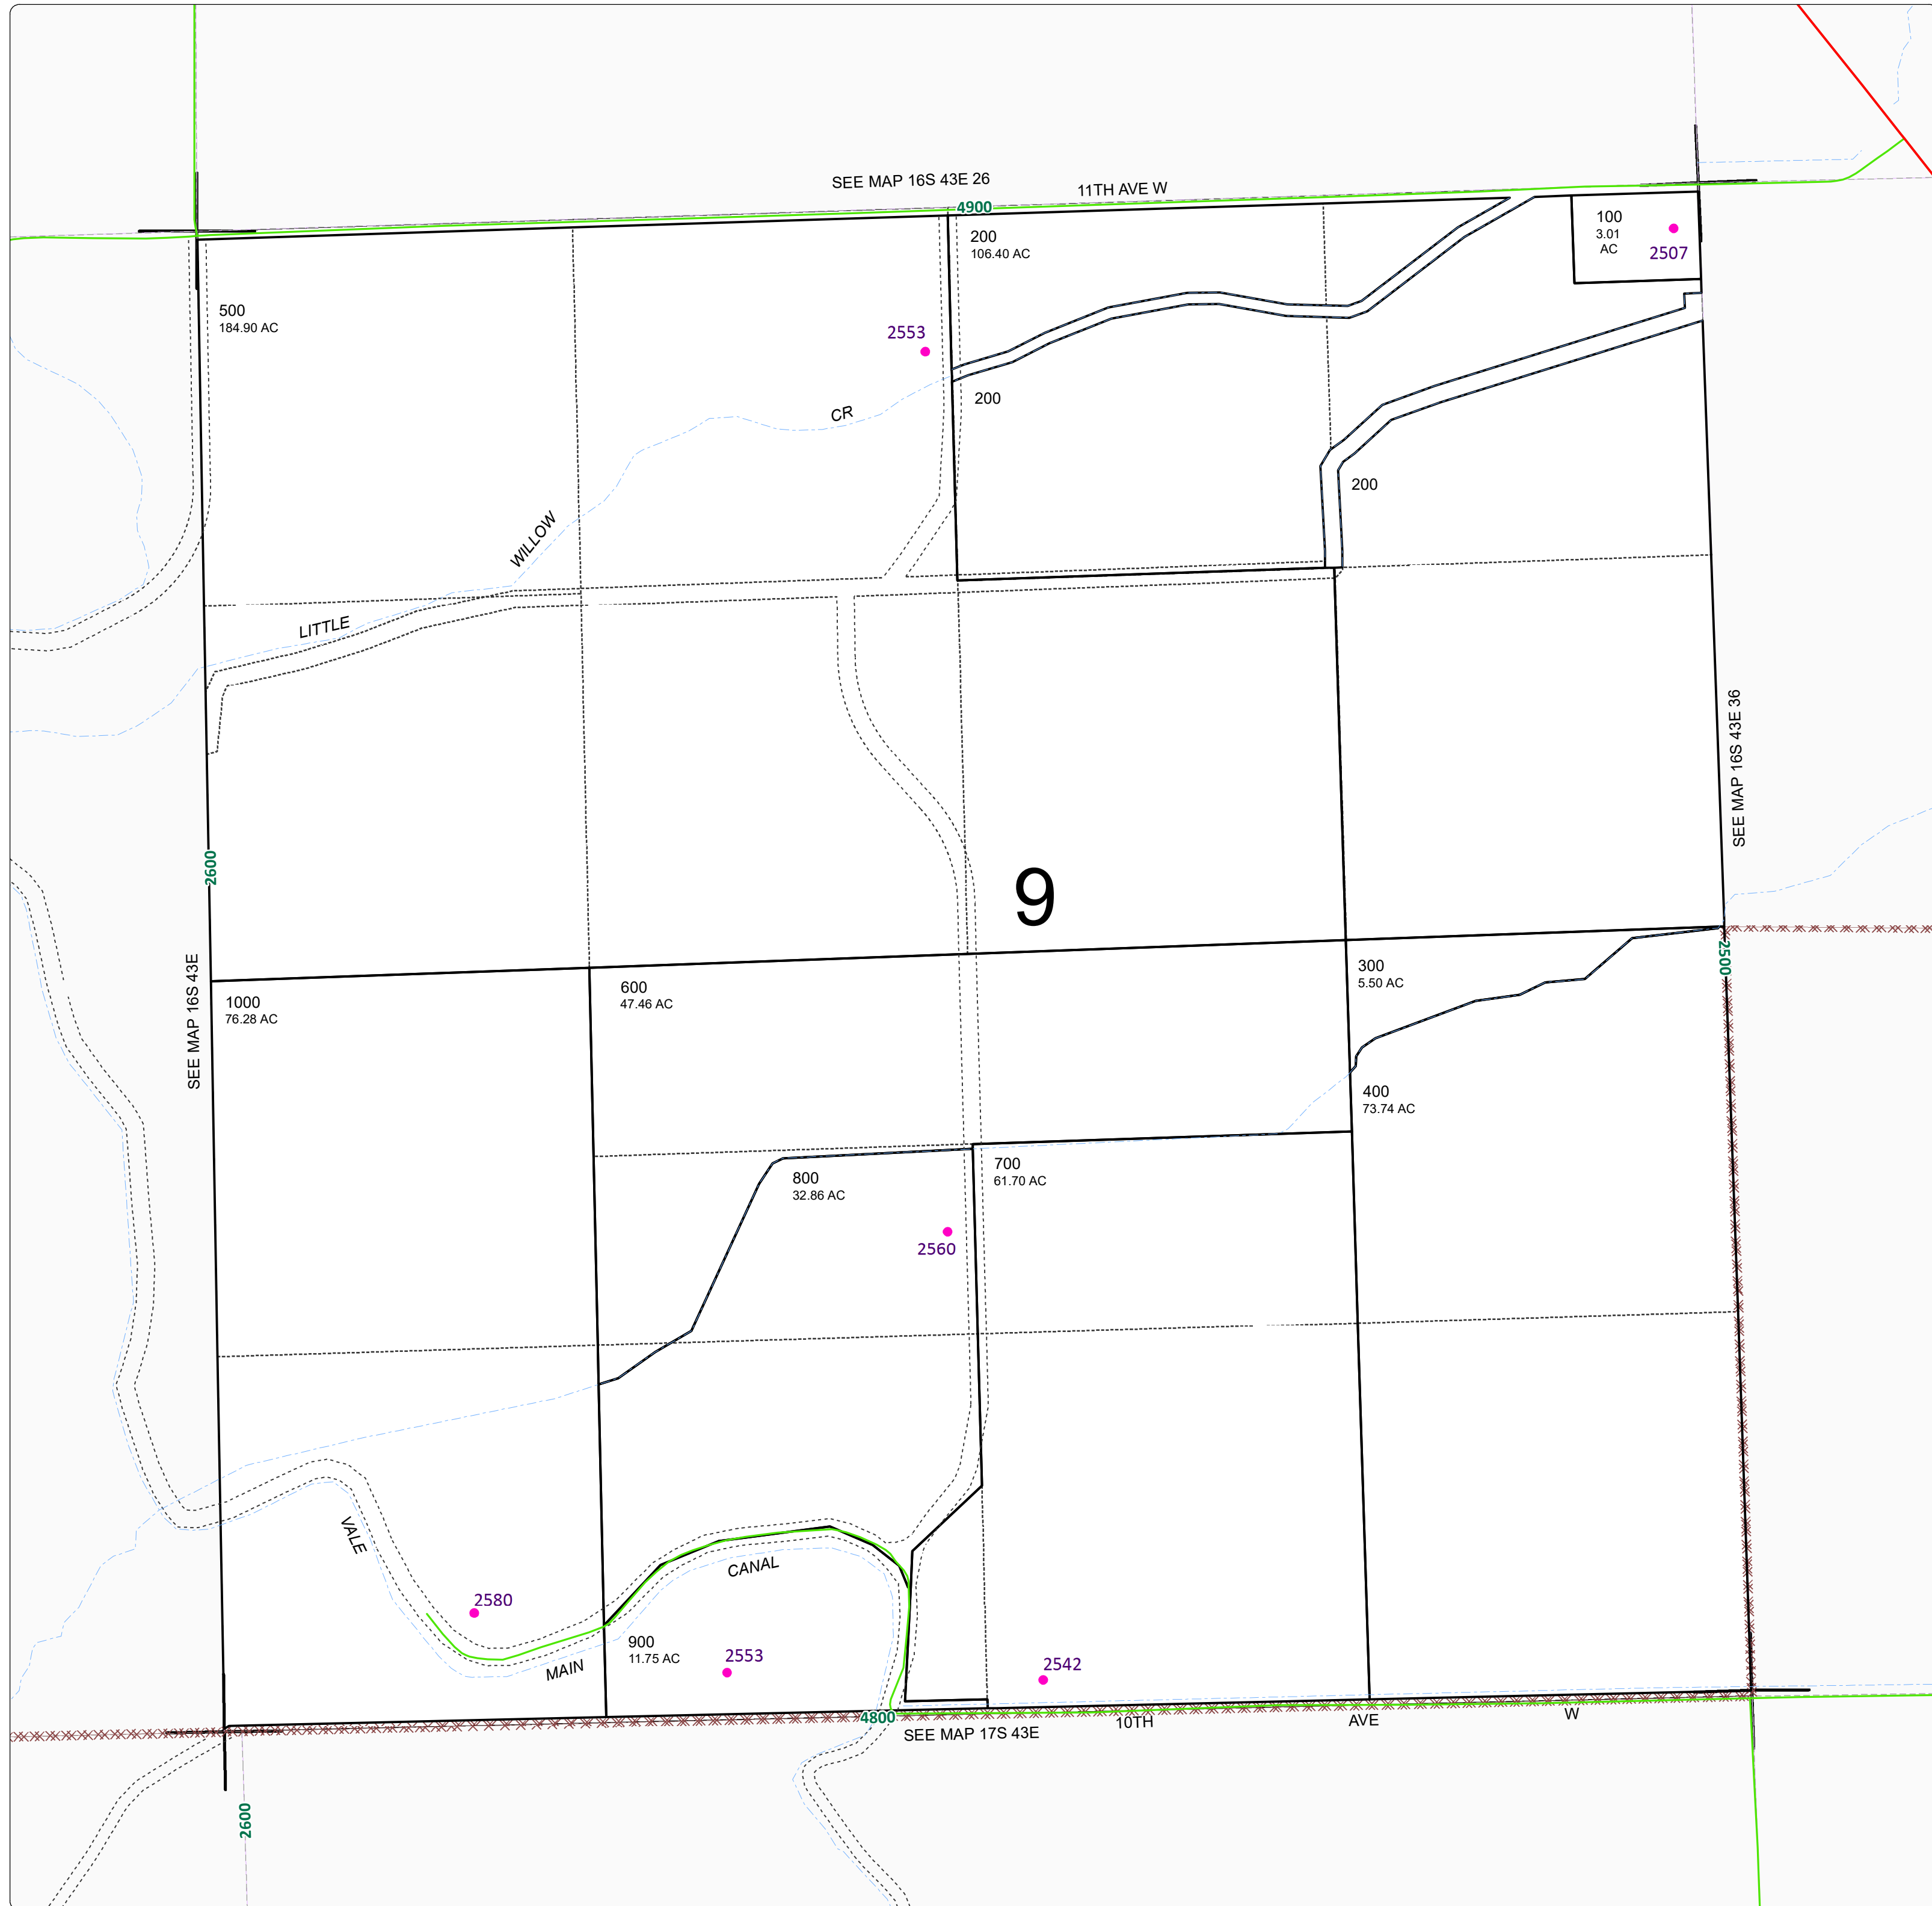 SEE MAP 16S 43E 26
11TH AVE W
4900
100
3.01
AC
2507
200
106.40 AC
500
184.90 AC
2553
200
CR
200
WILLOW
LITTLE
SEE MAP 16S 43E 36
2600
9
2500
SEE MAP 16S 43E
300
5.50 AC
600
47.46 AC
1000
76.28 AC
400
73.74 AC
700
61.70 AC
800
32.86 AC
2560
VALE
CANAL
2580
900
11.75 AC
2553
2542
MAIN
4800
SEE MAP 17S 43E
10TH AVE W
2600